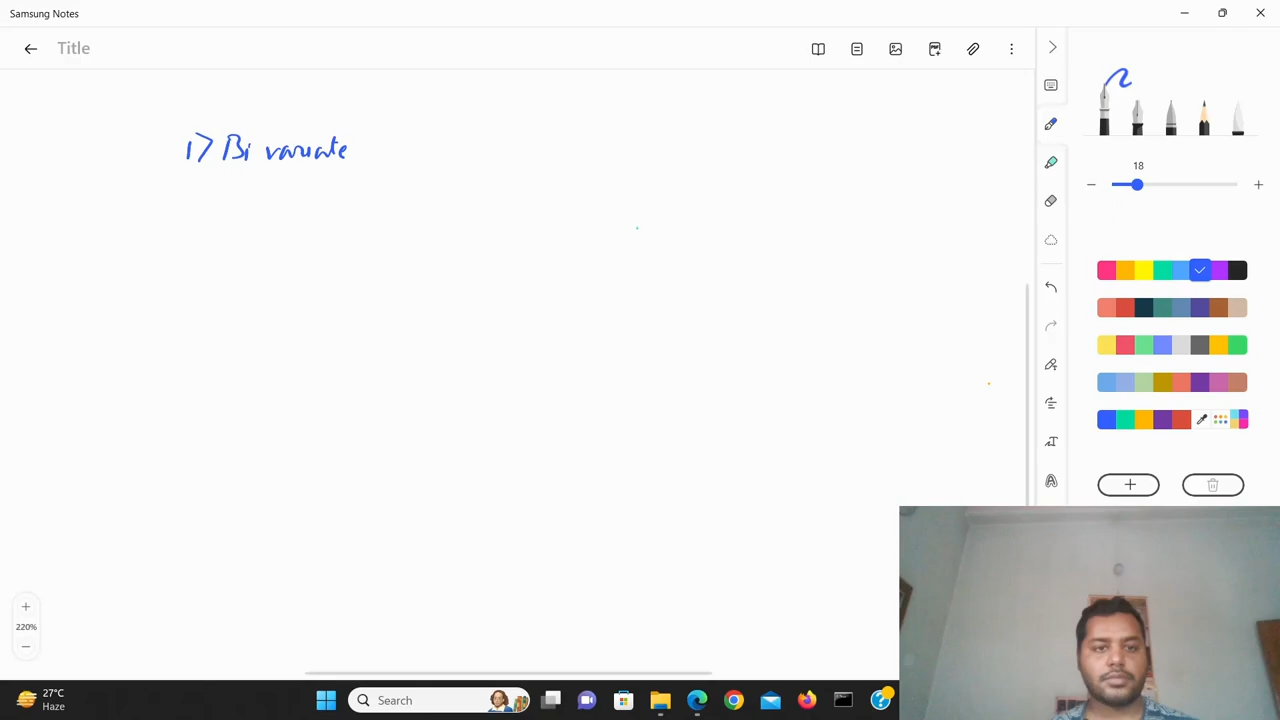 Samsung Notes
Title
1) Bi variate
18
220%
27°C
Haze
Search